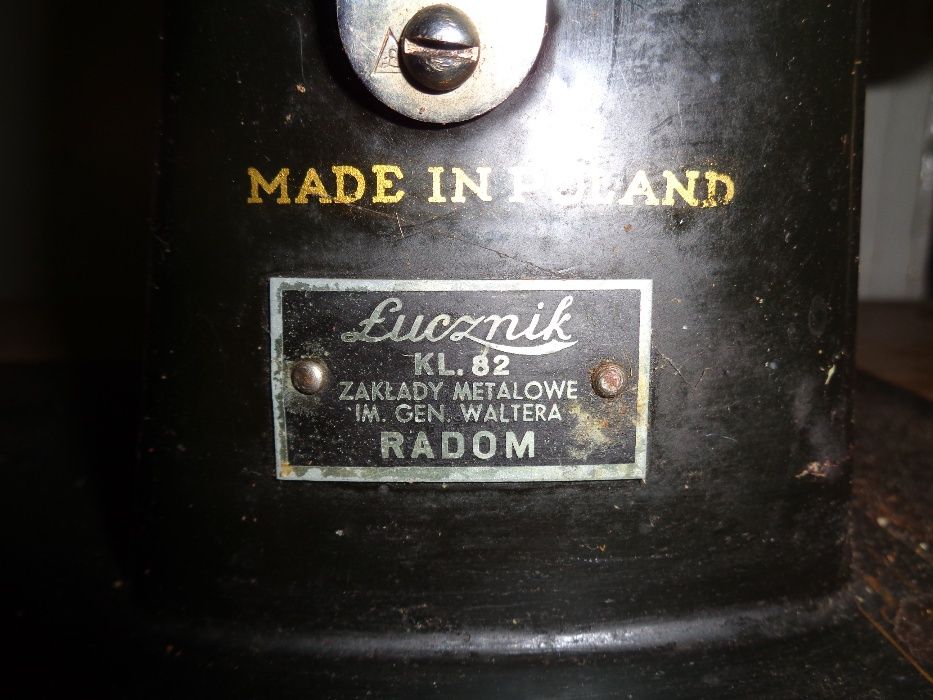 MADE IN POLAND
Łucznik
KL. 82
ZAKŁADY METALOWE
IM. GEN. WALTERA
RADOM